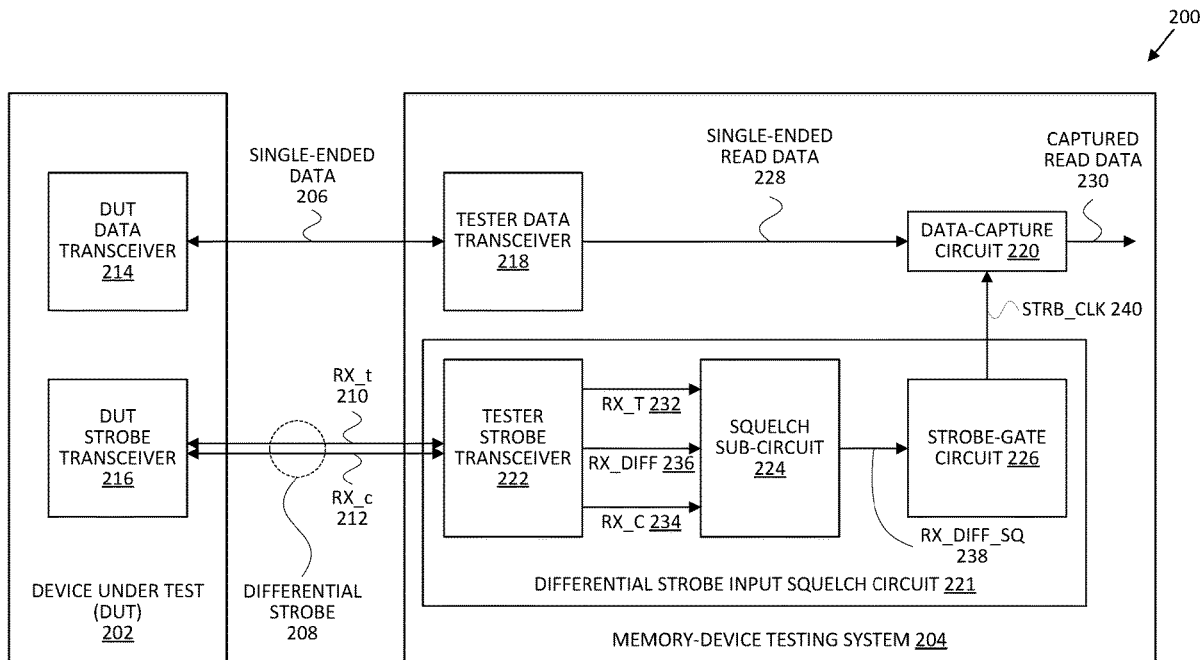 200
SINGLE-ENDED
DATA
206
SINGLE-ENDED
READ DATA
228
CAPTURED
READ DATA
230
DUT
DATA
TRANSCEIVER
214
TESTER DATA
TRANSCEIVER
218
DATA-CAPTURE
CIRCUIT 220
STRB_CLK 240
RX_t
210
DUT
STROBE
TRANSCEIVER
216
RX_c
212
TESTER
STROBE
TRANSCEIVER
222
RX_T 232
RX_DIFF 236
RX_C 234
SQUELCH
SUB-CIRCUIT
224
STROBE-GATE
CIRCUIT 226
RX_DIFF_SQ
238
DIFFERENTIAL STROBE INPUT SQUELCH CIRCUIT 221
DEVICE UNDER TEST
(DUT)
202
DIFFERENTIAL
STROBE
208
MEMORY-DEVICE TESTING SYSTEM 204